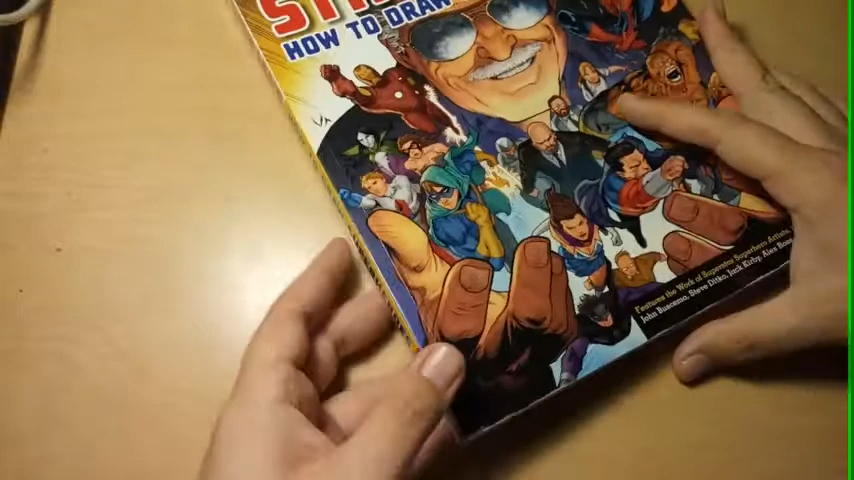 HOW TO DRAW
Features the Work of Superstar Superhero Artists,
John Buscema, Steve Ditko, Jack Kirby, Alex Ross